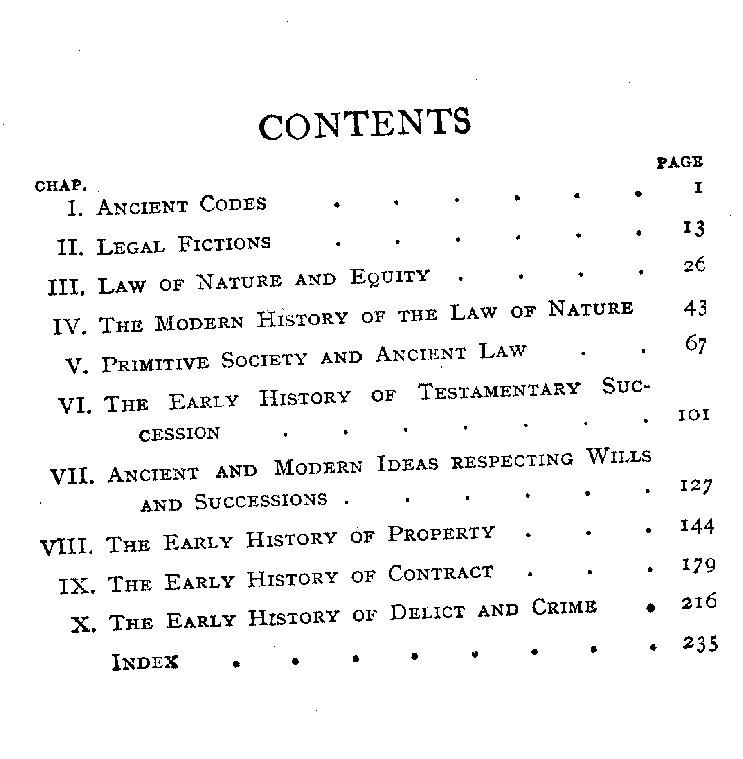 CONTENTS
PAGE
CHAP.
I. ANCIENT CODES . . . . . . 1
II. LEGAL FICTIONS . . . . . . 13
III. LAW OF NATURE AND EQUITY . . . . 26
IV. THE MODERN HISTORY OF THE LAW OF NATURE 43
V. PRIMITIVE SOCIETY AND ANCIENT LAW . . 67
VI. THE EARLY HISTORY OF TESTAMENTARY SUC-
CESSION . . . . . . . 101
VII. ANCIENT AND MODERN IDEAS RESPECTING WILLS
AND SUCCESSIONS . . . . . . 127
VIII. THE EARLY HISTORY OF PROPERTY . . . 144
IX. THE EARLY HISTORY OF CONTRACT . . . 179
X. THE EARLY HISTORY OF DELICT AND CRIME . 216
INDEX . . . . . . . . 235